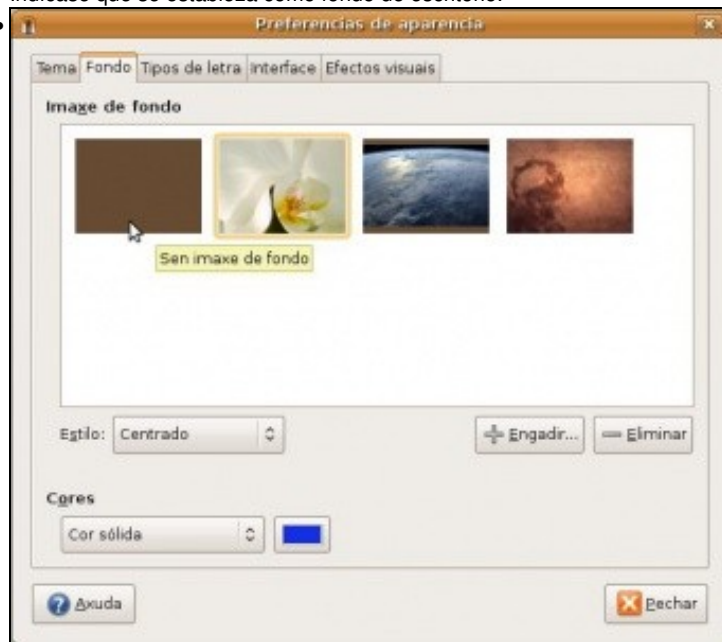 Preferencias de aparencia
Tema Fondo Tipos de letra Interface Efectos visuais
Imaxe de fondo
Sen imaxe de fondo
Estilo: Centrado Engadir... Eliminar
Cores
Cor sólida
Axuda Pechar